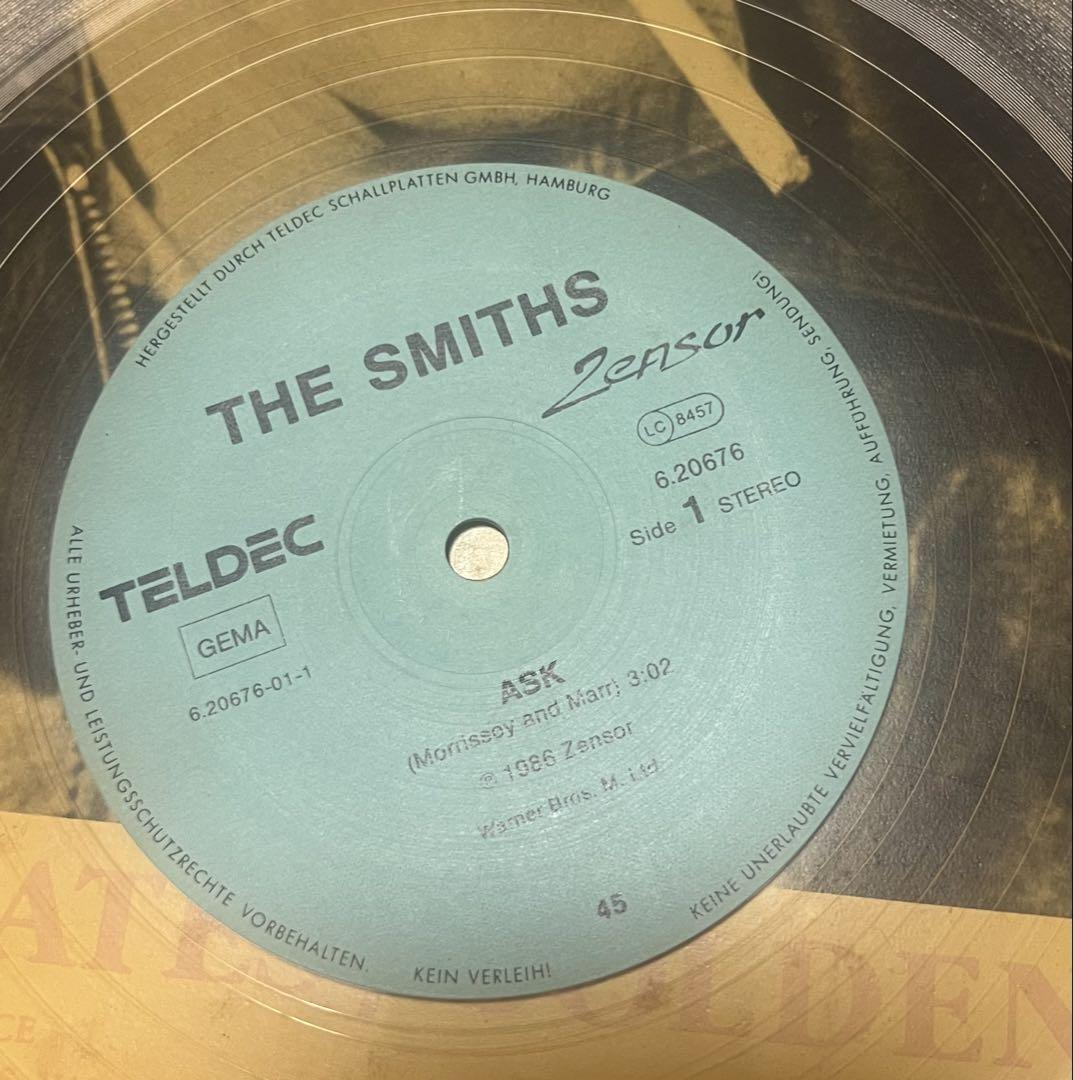 HERGESTELLT DURCH TELDEC SCHALLPLATTEN GMBH, HAMBURG
THE SMITHS
Zensor
LC 8457
6.20676
Side 1 STEREO
TELDEC
GEMA
6.20676-01-1
ASK
(Morrissey and Marr) 3:02
℗ 1986 Zensor
Warner Bros. M. Ltd.
45
ALLE URHEBER- UND LEISTUNGSSCHUTZRECHTE VORBEHALTEN.
KEIN VERLEIH!
KEINE UNERLAUBTE VERVIELFÄLTIGUNG, VERMIETUNG, AUFFÜHRUNG, SENDUNG!